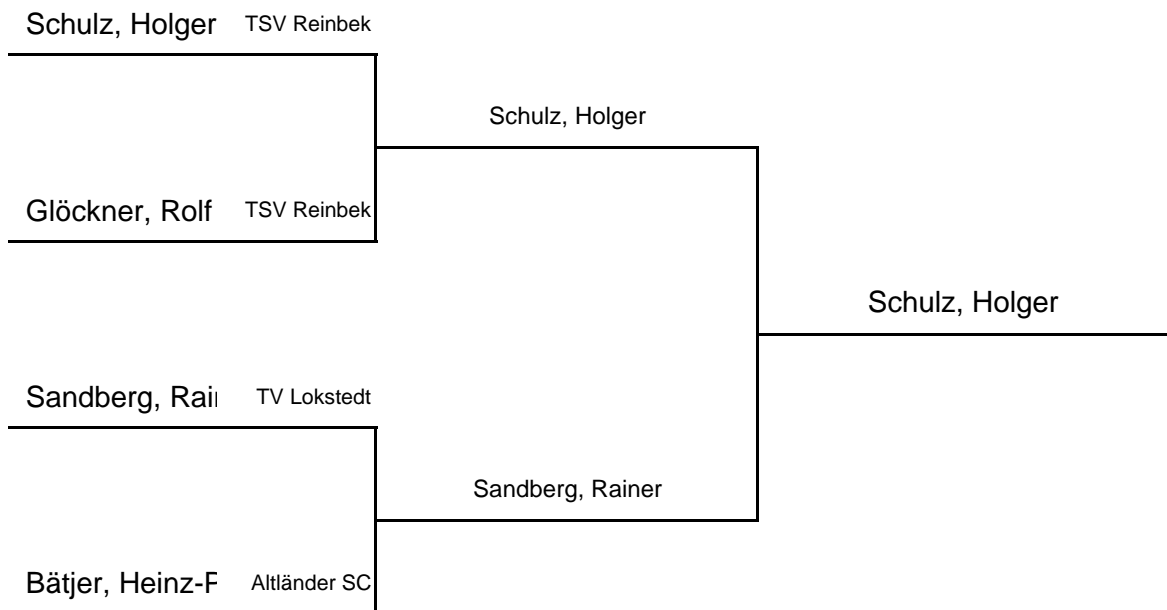 Schulz, Holger TSV Reinbek
Schulz, Holger
Glöckner, Rolf TSV Reinbek
Schulz, Holger
Sandberg, Rai TV Lokstedt
Sandberg, Rainer
Bätjer, Heinz- Altländer SC